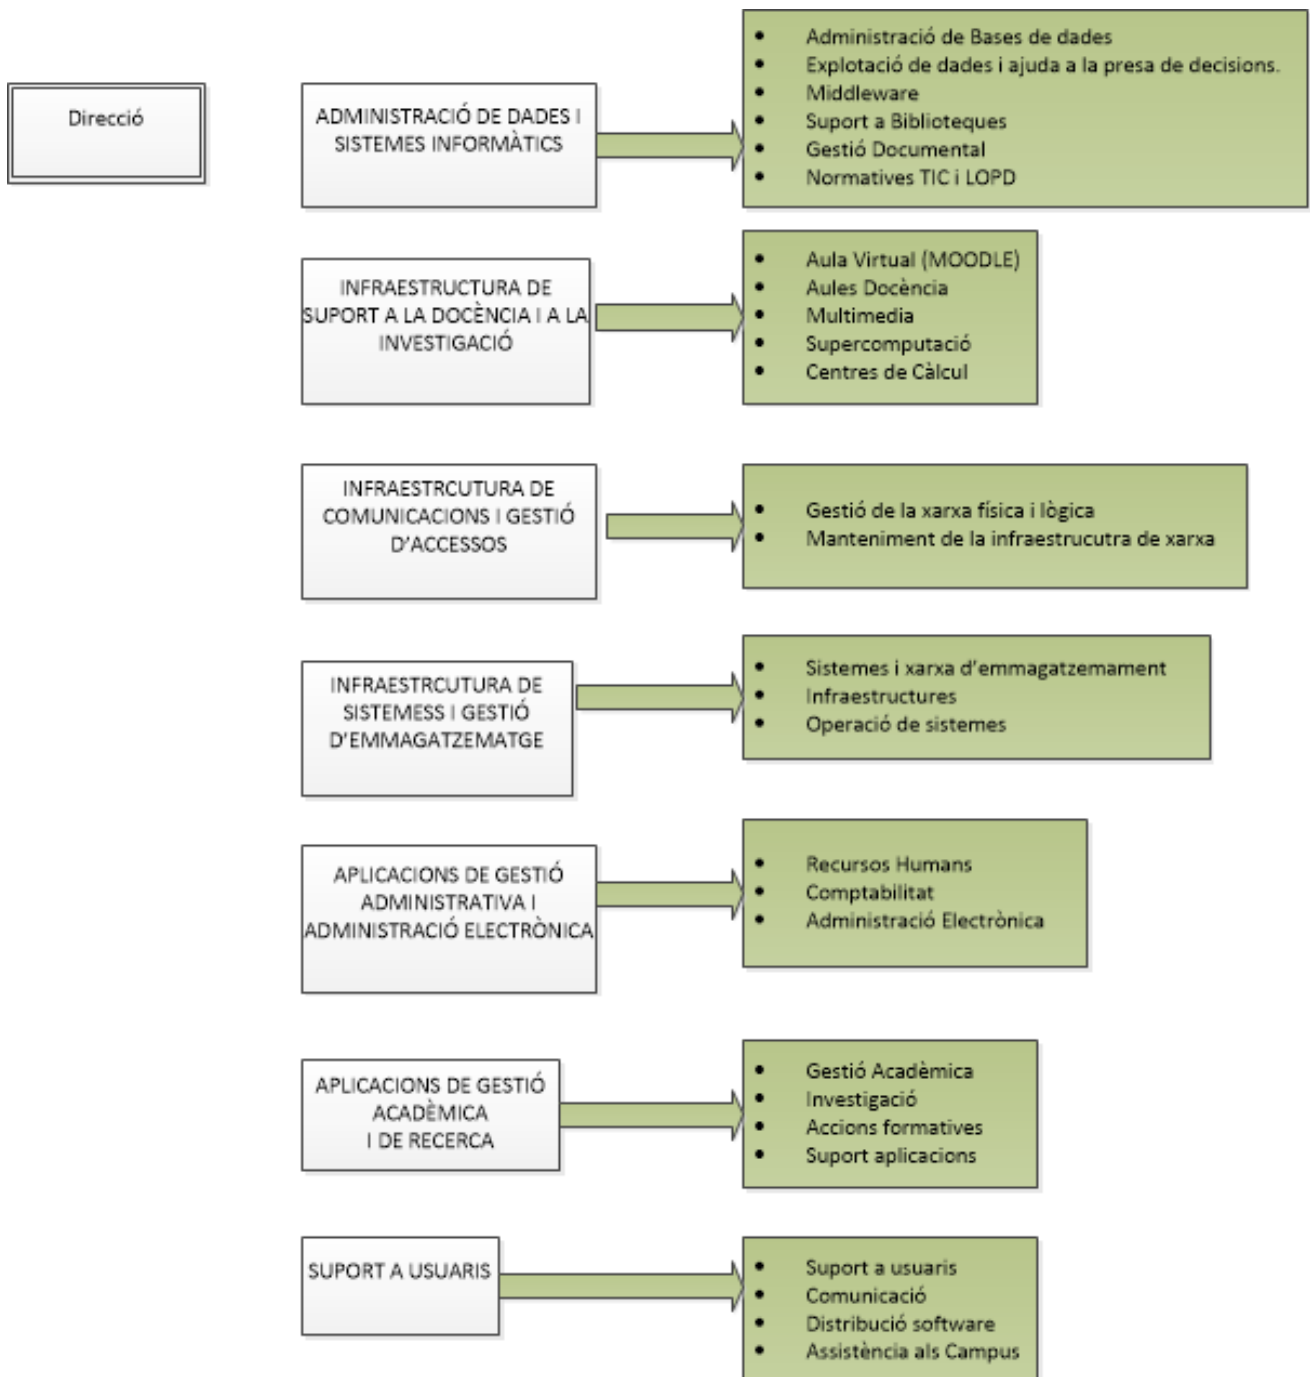 Direcció
ADMINISTRACIÓ DE DADES I
SISTEMES INFORMÀTICS
• Administració de Bases de dades
• Explotació de dades i ajuda a la presa de decisions.
• Middleware
• Suport a Biblioteques
• Gestió Documental
• Normatives TIC i LOPD
INFRAESTRUCTURA DE
SUPORT A LA DOCÈNCIA I A LA
INVESTIGACIÓ
• Aula Virtual (MOODLE)
• Aules Docència
• Multimedia
• Supercomputació
• Centres de Càlcul
INFRAESTRCUTURA DE
COMUNICACIONS I GESTIÓ
D'ACCESSOS
• Gestió de la xarxa física i lògica
• Manteniment de la infraestrucutra de xarxa
INFRAESTRCUTURA DE
SISTEMESS I GESTIÓ
D'EMMAGATZEMATGE
• Sistemes i xarxa d'emmagatzemament
• Infraestructures
• Operació de sistemes
APLICACIONS DE GESTIÓ
ADMINISTRATIVA I
ADMINISTRACIÓ ELECTRÒNICA
• Recursos Humans
• Comptabilitat
• Administració Electrònica
APLICACIONS DE GESTIÓ
ACADÈMICA
I DE RECERCA
• Gestió Acadèmica
• Investigació
• Accions formatives
• Suport aplicacions
SUPORT A USUARIS
• Suport a usuaris
• Comunicació
• Distribució software
• Assistència als Campus